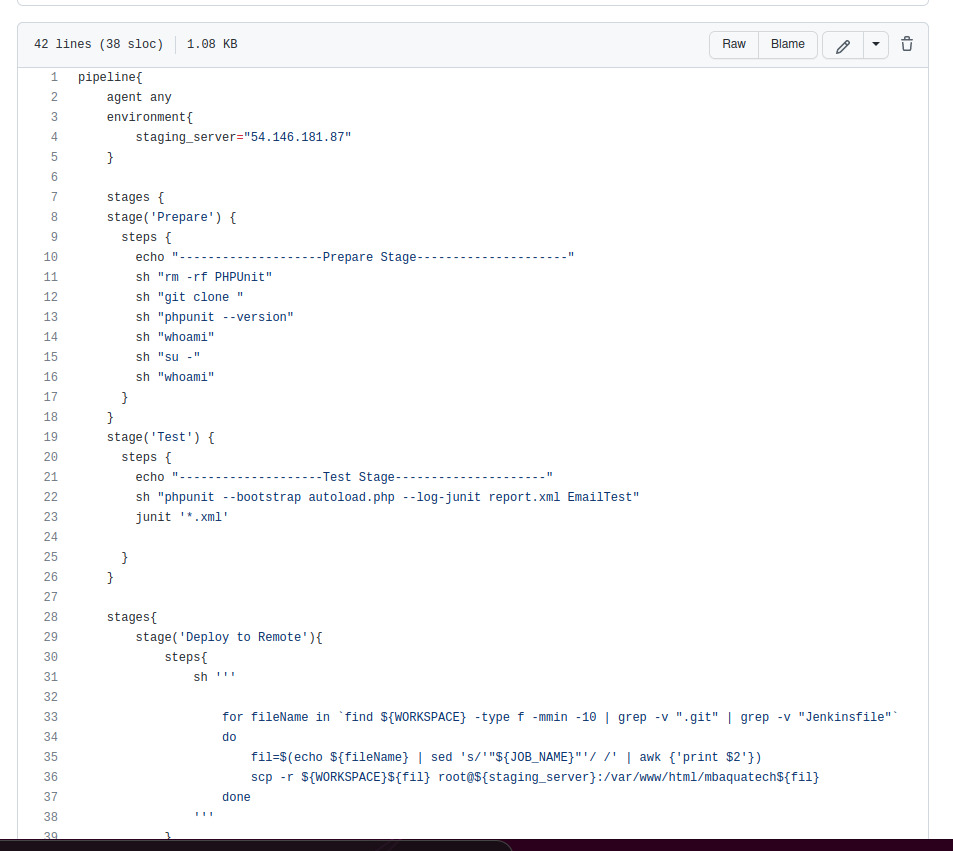 42 lines (38 sloc) 1.08 KB Raw Blame
1 pipeline{
2 agent any
3 environment{
4 staging_server="54.146.181.87"
5 }
6
7 stages {
8 stage('Prepare') {
9 steps {
10 echo "--------------------Prepare Stage---------------------"
11 sh "rm -rf PHPUnit"
12 sh "git clone "
13 sh "phpunit --version"
14 sh "whoami"
15 sh "su -"
16 sh "whoami"
17 }
18 }
19 stage('Test') {
20 steps {
21 echo "--------------------Test Stage---------------------"
22 sh "phpunit --bootstrap autoload.php --log-junit report.xml EmailTest"
23 junit '*.xml'
24
25 }
26 }
27
28 stages{
29 stage('Deploy to Remote'){
30 steps{
31 sh '''
32
33 for fileName in `find ${WORKSPACE} -type f -mmin -10 | grep -v ".git" | grep -v "Jenkinsfile"`
34 do
35 fil=$(echo ${fileName} | sed 's/'"${JOB_NAME}"'/ /' | awk {'print $2'})
36 scp -r ${WORKSPACE}${fil} root@${staging_server}:/var/www/html/mbaquatech${fil}
37 done
38 '''
39 }